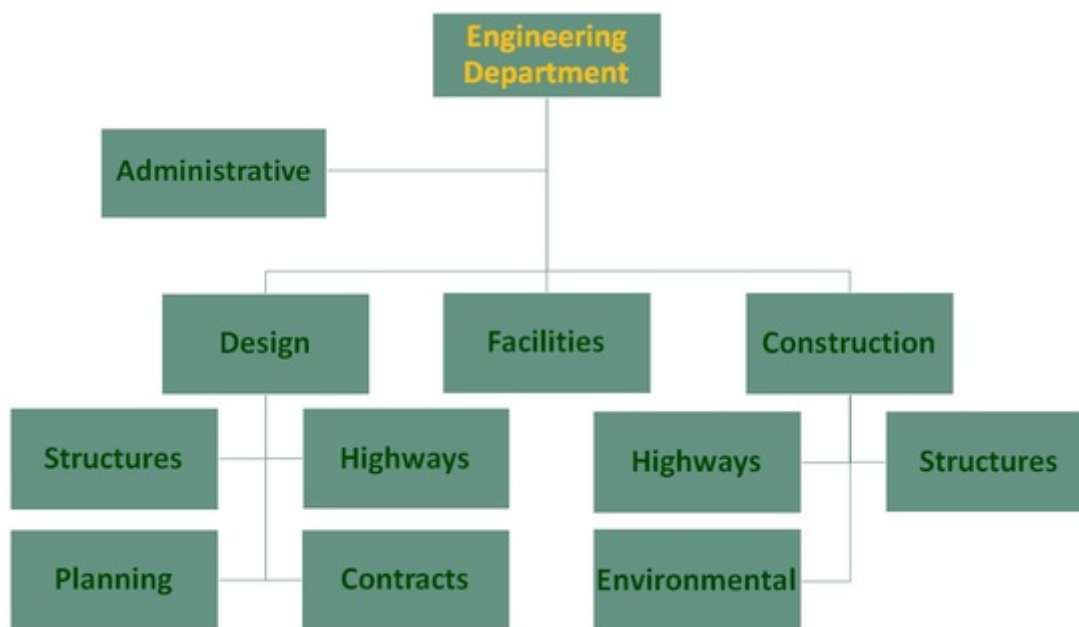 Engineering
Department
Administrative
Design
Facilities
Construction
Structures
Highways
Highways
Structures
Planning
Contracts
Environmental